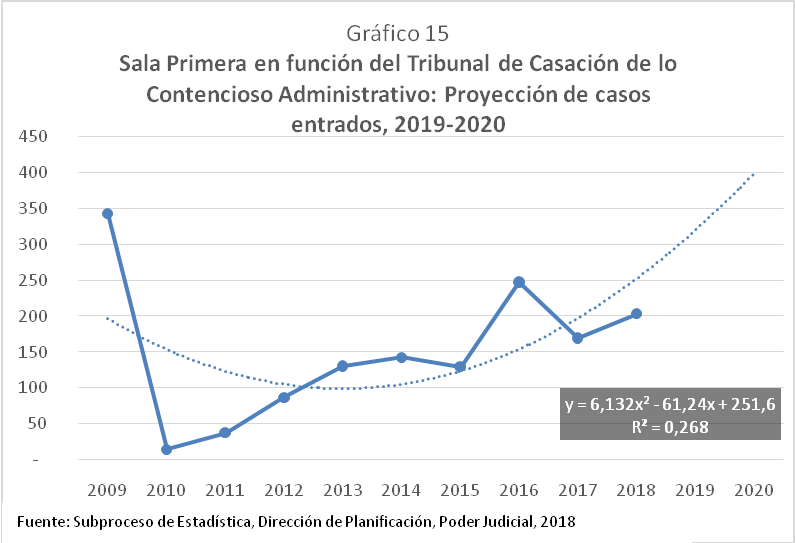 Gráfico 15
Sala Primera en función del Tribunal de Casación de lo
Contencioso Administrativo: Proyección de casos
entrados, 2019-2020
450
400
350
300
250
200
150
100
50
-
y = 6,132x² - 61,24x + 251,6
R² = 0,268
2009 2010 2011 2012 2013 2014 2015 2016 2017 2018 2019 2020
Fuente: Subproceso de Estadística, Dirección de Planificación, Poder Judicial, 2018